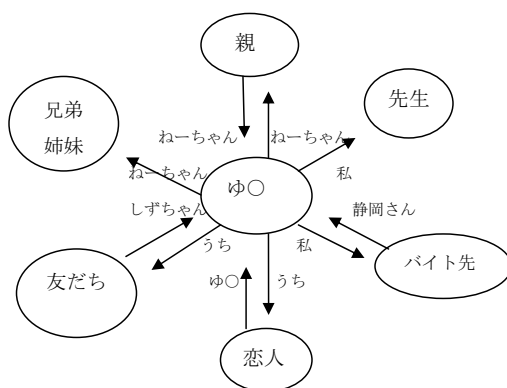 親
兄弟
姉妹
先生
ねーちゃん
ねーちゃん
ねーちゃん
私
ゆ〇
しずちゃん
静岡さん
うち
私
友だち
バイト先
ゆ〇
うち
恋人